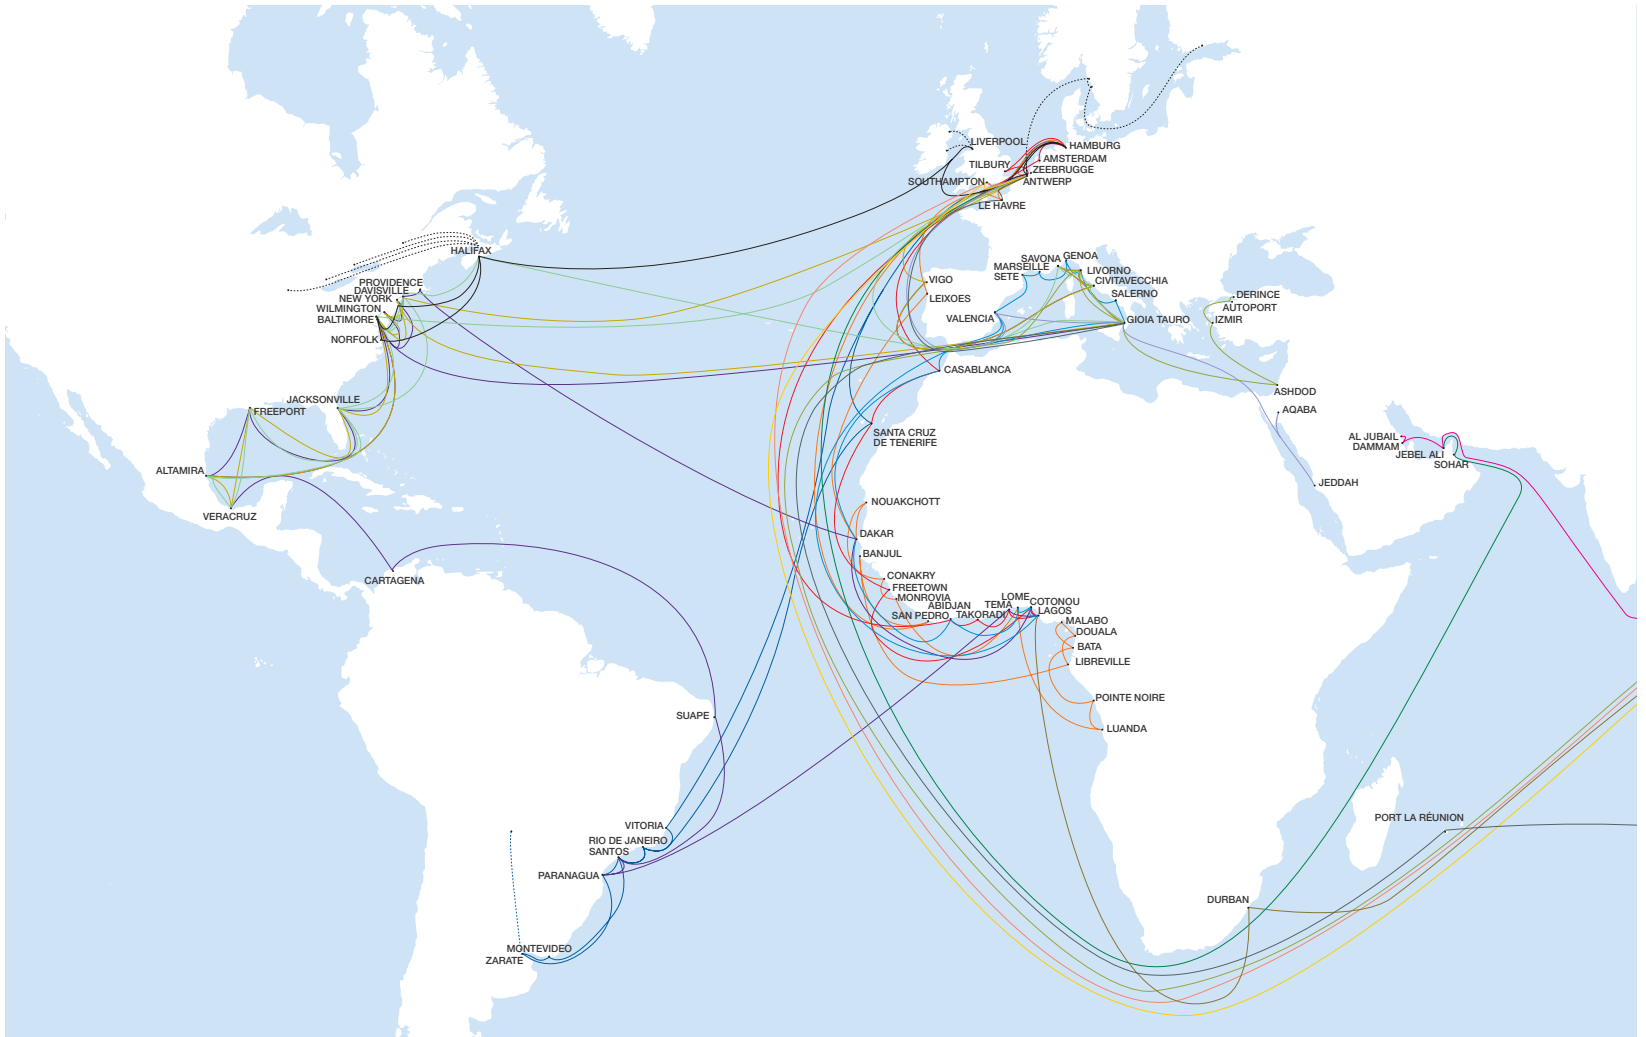 LIVERPOOL
HAMBURG
AMSTERDAM
TILBURY
ZEEBRUGGE
SOUTHAMPTON
ANTWERP
LE HAVRE
HALIFAX
PROVIDENCE
DAVISVILLE
NEW YORK
WILMINGTON
BALTIMORE
NORFOLK
SAVONA
GENOA
MARSEILLE
LIVORNO
SETE
CIVITAVECCHIA
VIGO
SALERNO
LEIXOES
DERINCE
AUTOPORT
VALENCIA
GIOIA TAURO
IZMIR
CASABLANCA
ASHDOD
JACKSONVILLE
FREEPORT
AQABA
SANTA CRUZ
DE TENERIFE
AL JUBAIL
DAMMAM
JEBEL ALI
SOHAR
ALTAMIRA
JEDDAH
VERACRUZ
NOUAKCHOTT
DAKAR
BANJUL
CARTAGENA
CONAKRY
FREETOWN
MONROVIA
ABIDJAN
SAN PEDRO
TAKORADI
TEMA
LOME
COTONOU
LAGOS
MALABO
DOUALA
BATA
LIBREVILLE
POINTE NOIRE
SUAPE
LUANDA
VITORIA
RIO DE JANEIRO
SANTOS
PORT LA RÉUNION
PARANAGUA
DURBAN
MONTEVIDEO
ZARATE